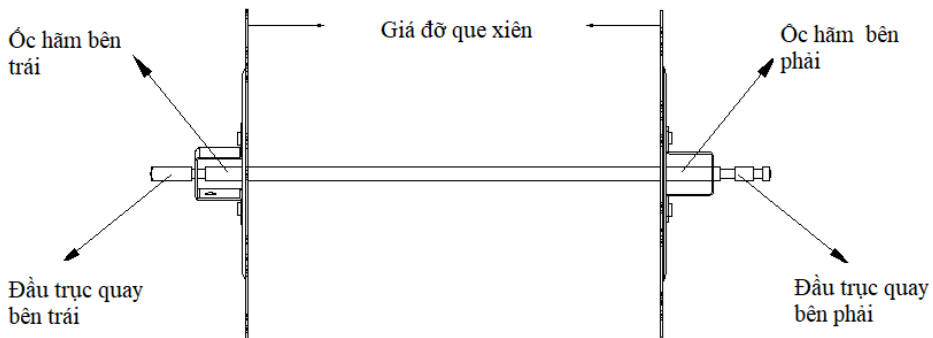 Ốc hãm bên
trái
Giá đỡ que xiên
Ôc hãm bên
phải
Đầu trục quay
bên trái
Đầu trục quay
bên phải